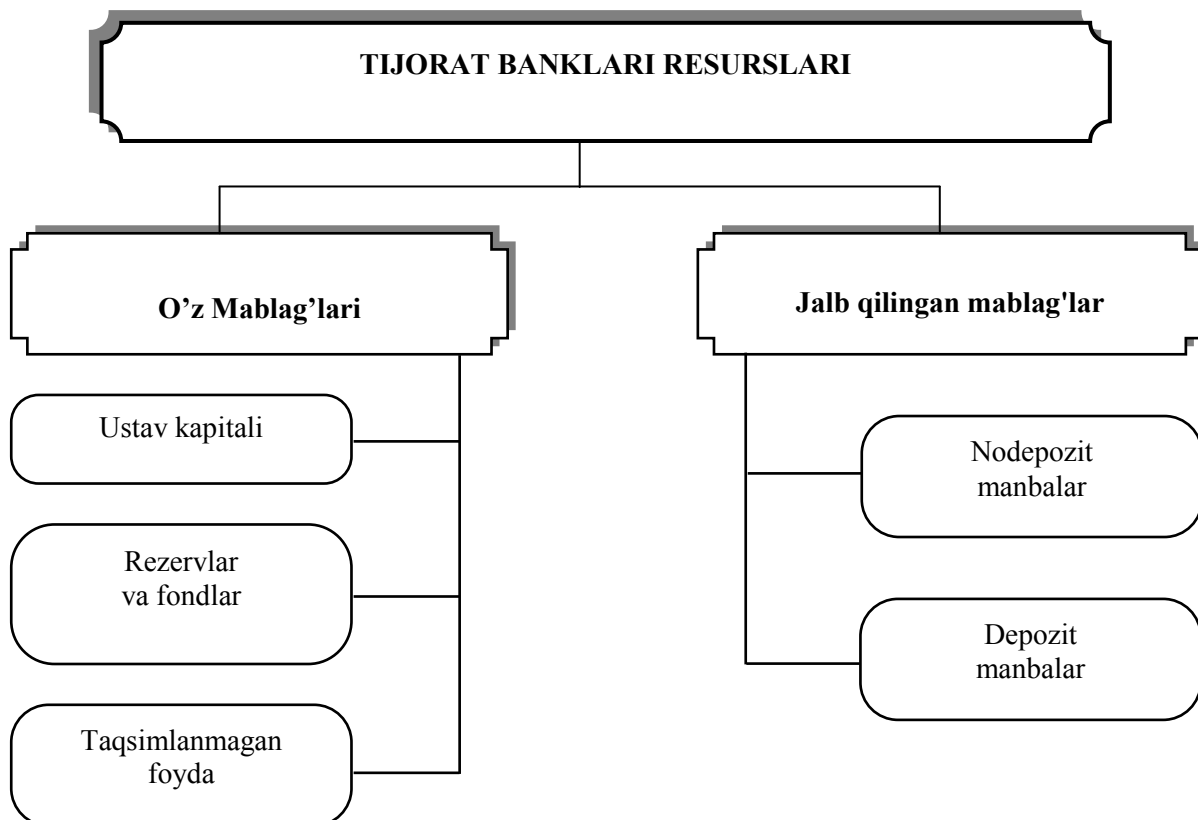 TIJORAT BANKLARI RESURSLARI
O’z Mablag’lari
Jalb qilingan mablag'lar
Ustav kapitali
Rezervlar
va fondlar
Taqsimlanmagan
foyda
Nodepozit
manbalar
Depozit
manbalar